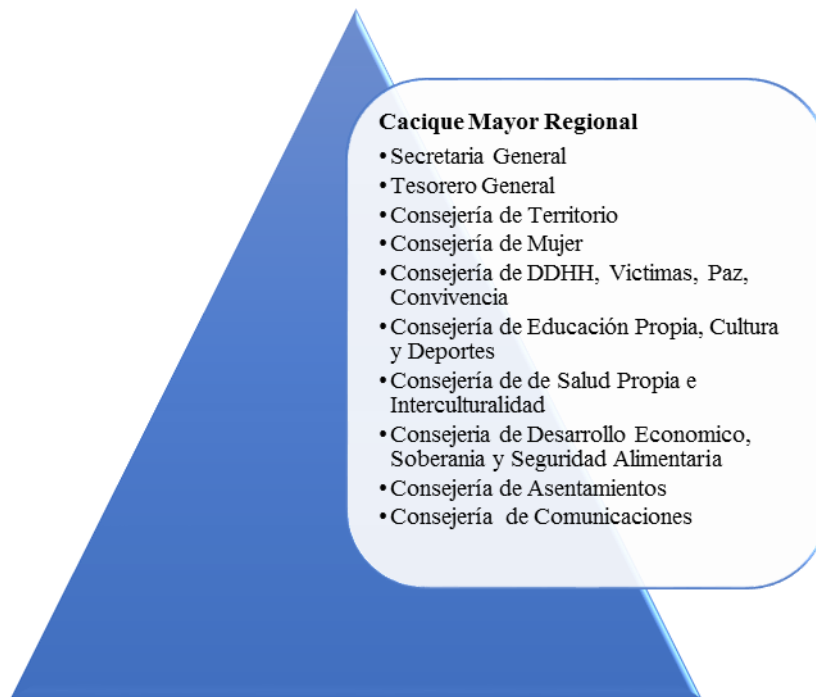 Cacique Mayor Regional
•Secretaria General
•Tesorero General
•Consejería de Territorio
•Consejería de Mujer
•Consejería de DDHH, Victimas, Paz,
Convivencia
•Consejería de Educación Propia, Cultura
y Deportes
•Consejería de de Salud Propia e
Interculturalidad
•Consejeria de Desarrollo Economico,
Soberania y Seguridad Alimentaria
•Consejería de Asentamientos
•Consejería de Comunicaciones